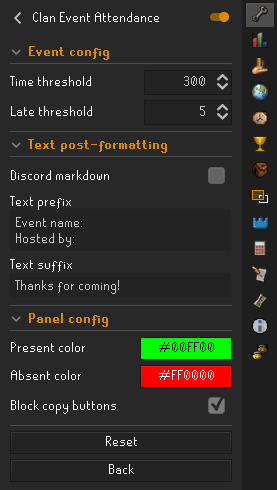 Clan Event Attendance
Event config
Time threshold 300
Late threshold 5
Text post-formatting
Discord markdown
Text prefix
Event name:
Hosted by:
Text suffix
Thanks for coming!
Panel config
Present color #00FF00
Absent color #FF0000
Block copy buttons
Reset
Back